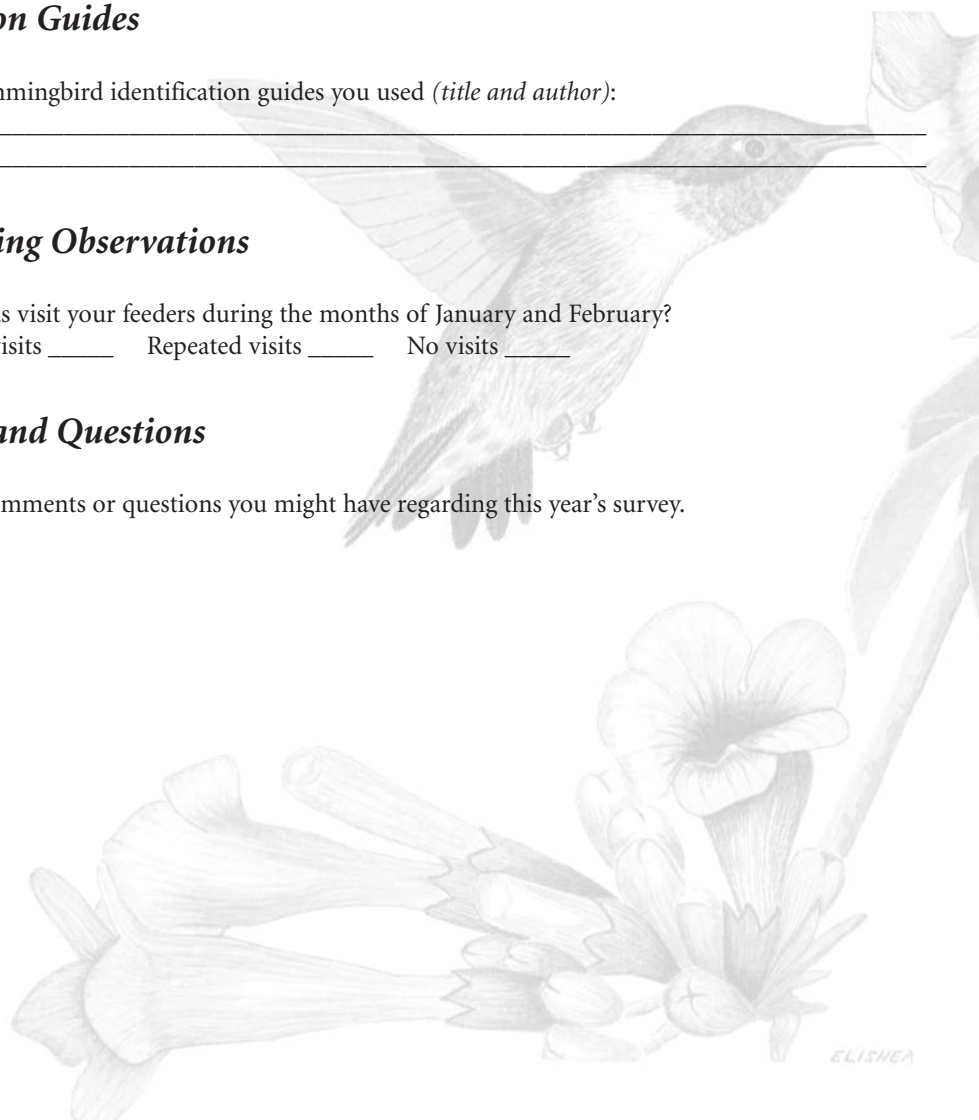 on Guides
mmingbird identification guides you used (title and author):
ing Observations
s visit your feeders during the months of January and February?
isits _____ Repeated visits _____ No visits _____
and Questions
mments or questions you might have regarding this year’s survey.
ELISHEA